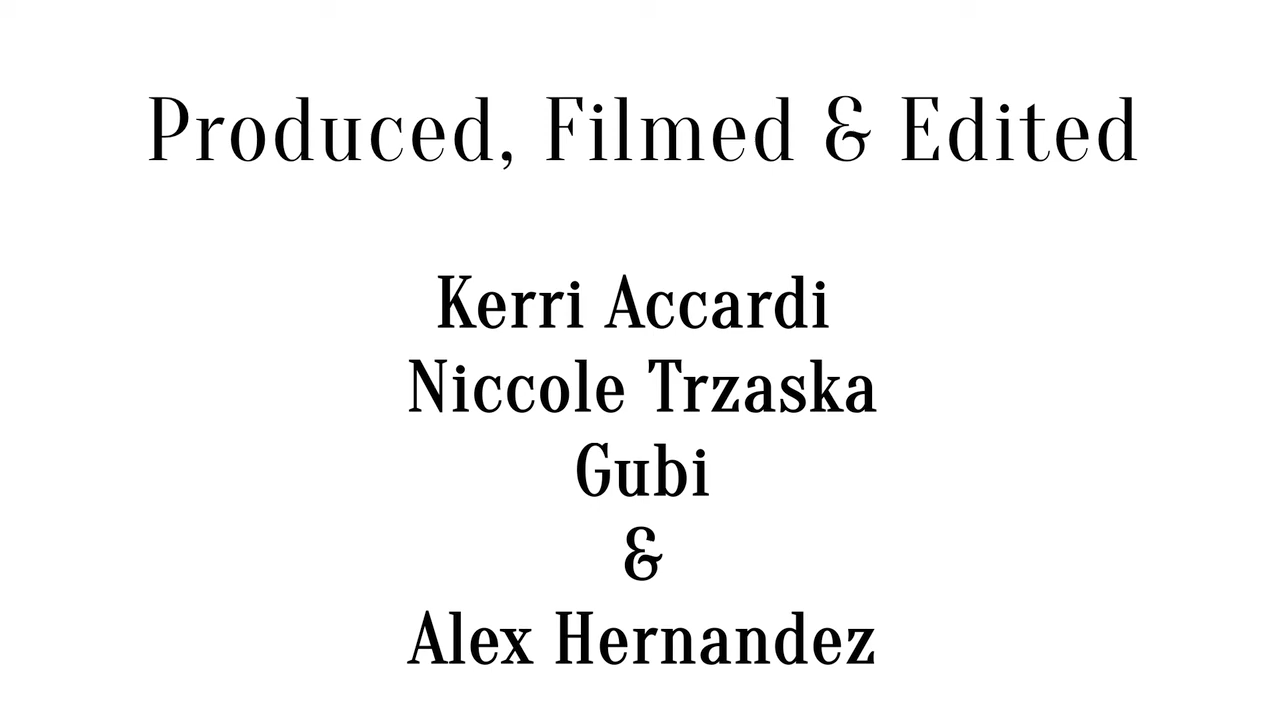 Produced, Filmed & Edited
Kerri Accardi
Niccole Trzaska
Gubi
&
Alex Hernandez